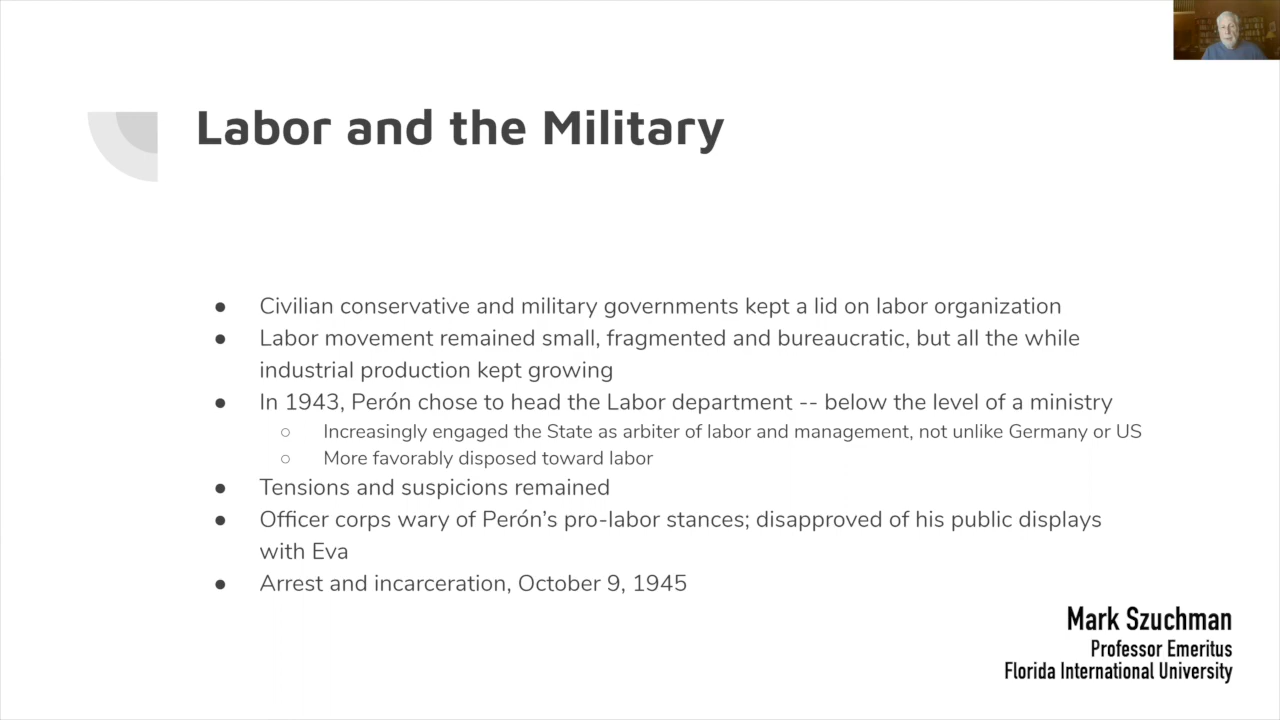 Labor and the Military
● Civilian conservative and military governments kept a lid on labor organization
● Labor movement remained small, fragmented and bureaucratic, but all the while
industrial production kept growing
● In 1943, Perón chose to head the Labor department -- below the level of a ministry
○ Increasingly engaged the State as arbiter of labor and management, not unlike Germany or US
○ More favorably disposed toward labor
● Tensions and suspicions remained
● Officer corps wary of Perón’s pro-labor stances; disapproved of his public displays
with Eva
● Arrest and incarceration, October 9, 1945
Mark Szuchman
Professor Emeritus
Florida International University